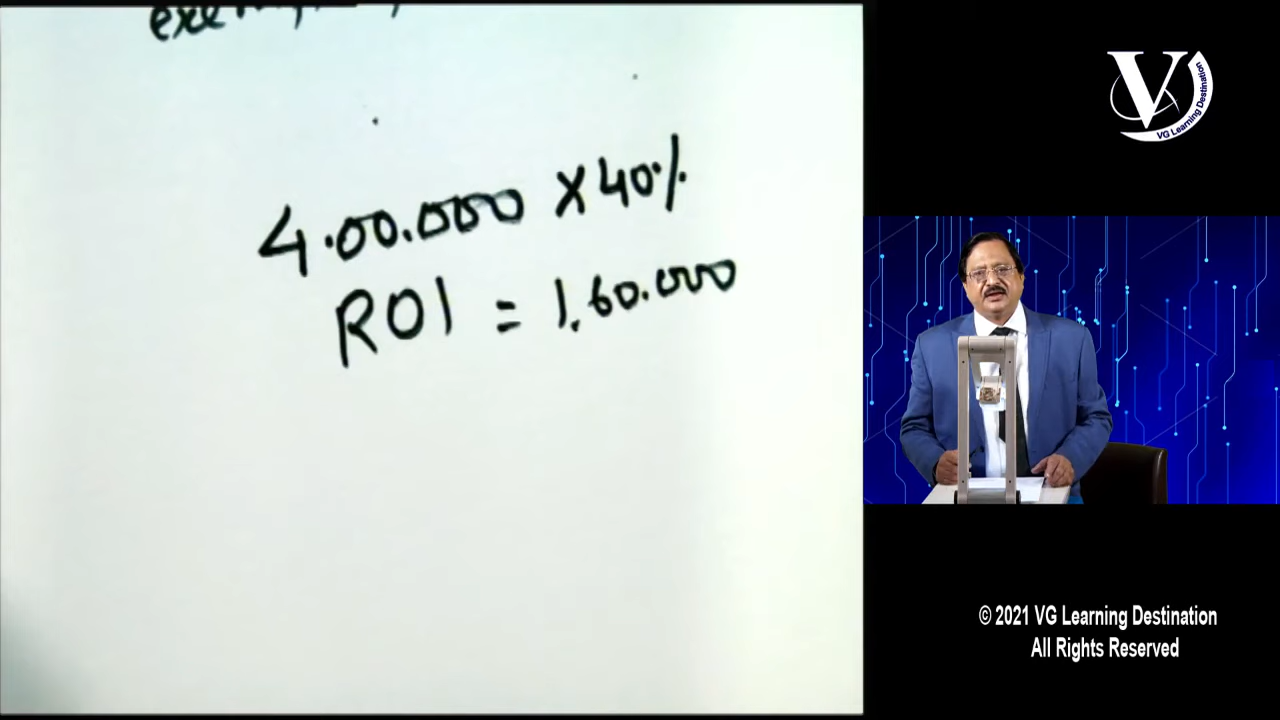 4.00.000 X 40%
ROI = 1.60.000
V
VG Learning Destination
© 2021 VG Learning Destination
All Rights Reserved